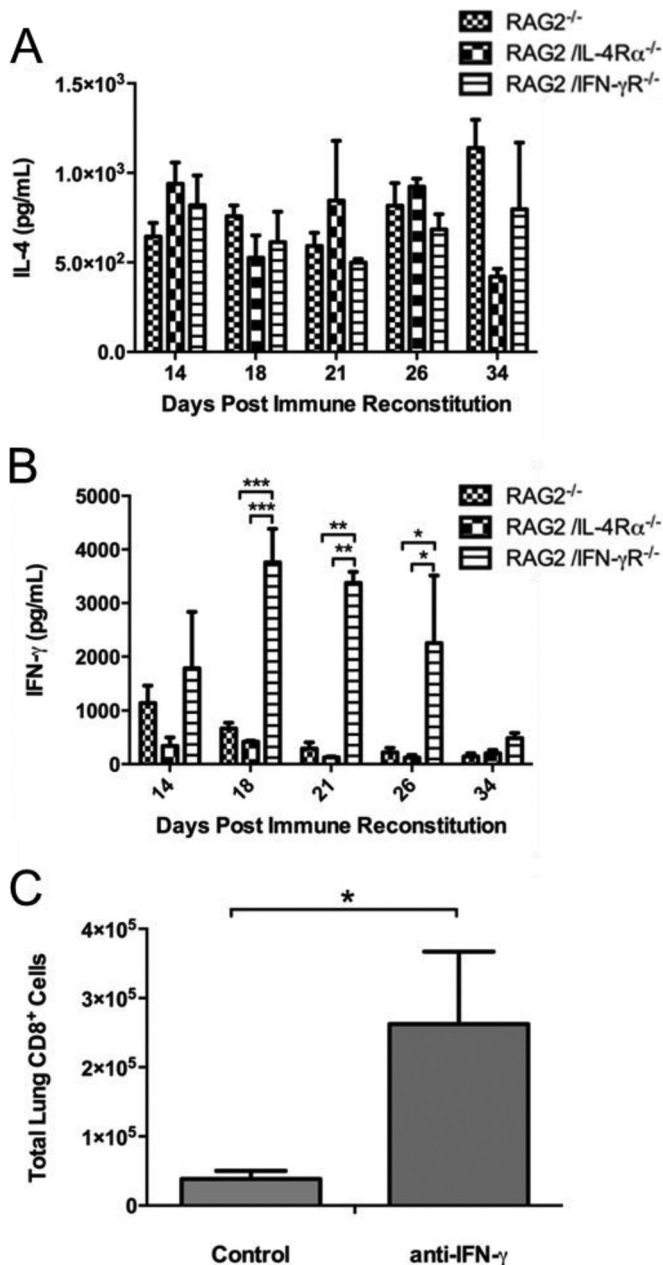 A
RAG2⁻/⁻
RAG2 /IL-4Rα⁻/⁻
RAG2 /IFN-γR⁻/⁻
IL-4 (pg/mL)
1.5×10³
1.0×10³
5.0×10²
0.0
14 18 21 26 34
Days Post Immune Reconstitution
B
RAG2⁻/⁻
RAG2 /IL-4Rα⁻/⁻
RAG2 /IFN-γR⁻/⁻
IFN-γ (pg/mL)
5000
4000
3000
2000
1000
0
*** ** *
*** ** *
14 18 21 26 34
Days Post Immune Reconstitution
C
*
Total Lung CD8⁺ Cells
4×10⁵
3×10⁵
2×10⁵
1×10⁵
0
Control anti-IFN-γ